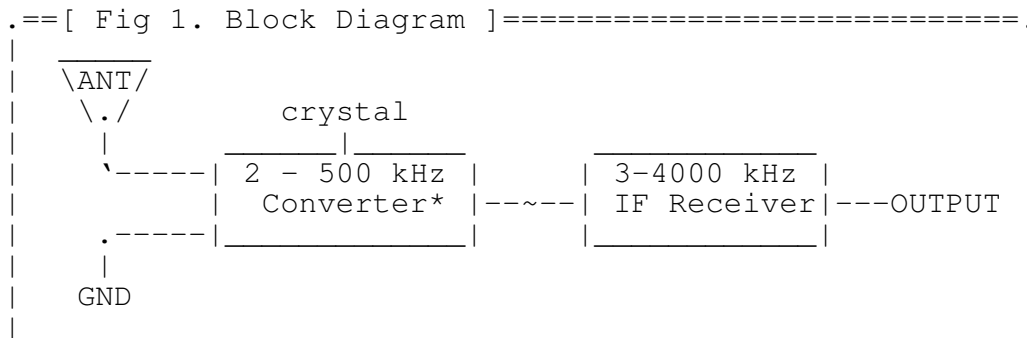 [ Fig 1. Block Diagram ]
ANT
crystal
2 - 500 kHz
3-4000 kHz
Converter*
IF Receiver
OUTPUT
GND